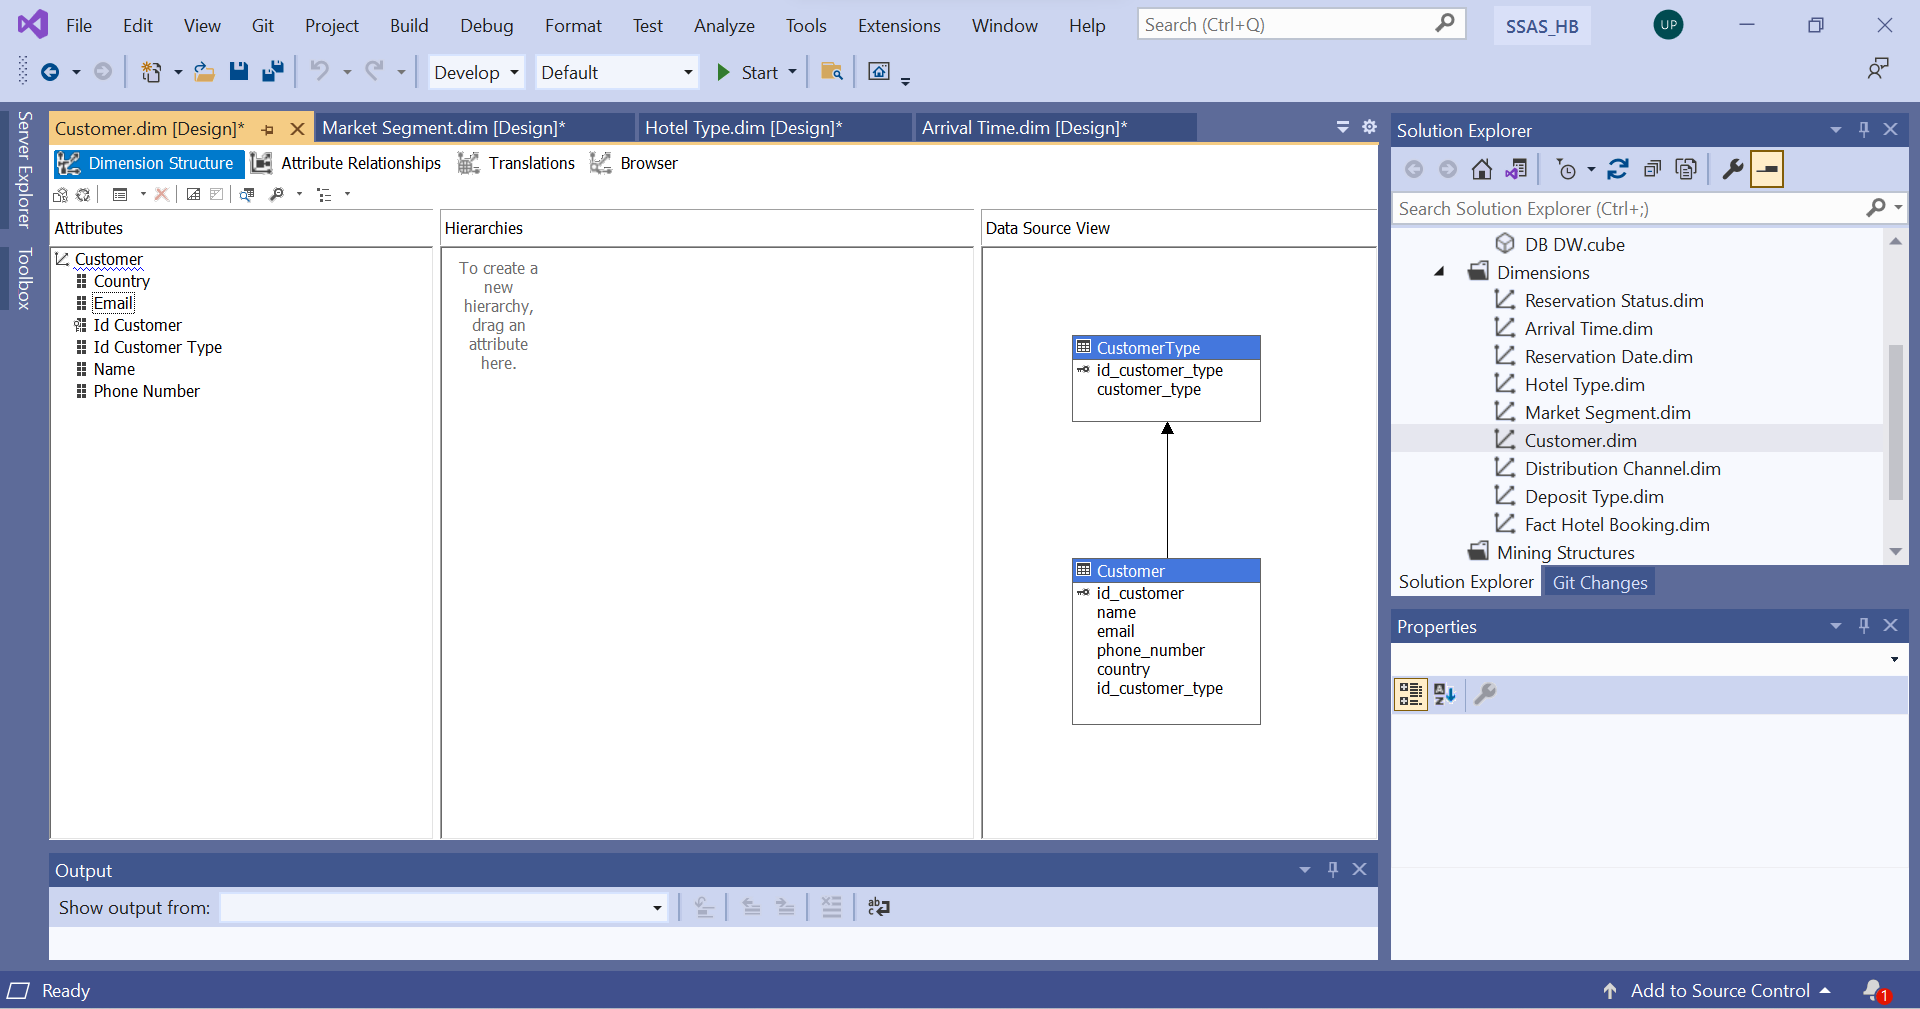 File Edit View Git Project Build Debug Format Test Analyze Tools Extensions Window Help Search (Ctrl+Q) SSAS_HB UP
Develop Default Start
Server Explorer
Toolbox
Customer.dim [Design]* Market Segment.dim [Design]* Hotel Type.dim [Design]* Arrival Time.dim [Design]*
Dimension Structure Attribute Relationships Translations Browser
Attributes
Customer
Country
Email
Id Customer
Id Customer Type
Name
Phone Number
Hierarchies
To create a
new
hierarchy,
drag an
attribute
here.
Data Source View
CustomerType
id_customer_type
customer_type
Customer
id_customer
name
email
phone_number
country
id_customer_type
Solution Explorer
Search Solution Explorer (Ctrl+;)
DB DW.cube
Dimensions
Reservation Status.dim
Arrival Time.dim
Reservation Date.dim
Hotel Type.dim
Market Segment.dim
Customer.dim
Distribution Channel.dim
Deposit Type.dim
Fact Hotel Booking.dim
Mining Structures
Solution Explorer Git Changes
Properties
Output
Show output from:
Ready
Add to Source Control 1